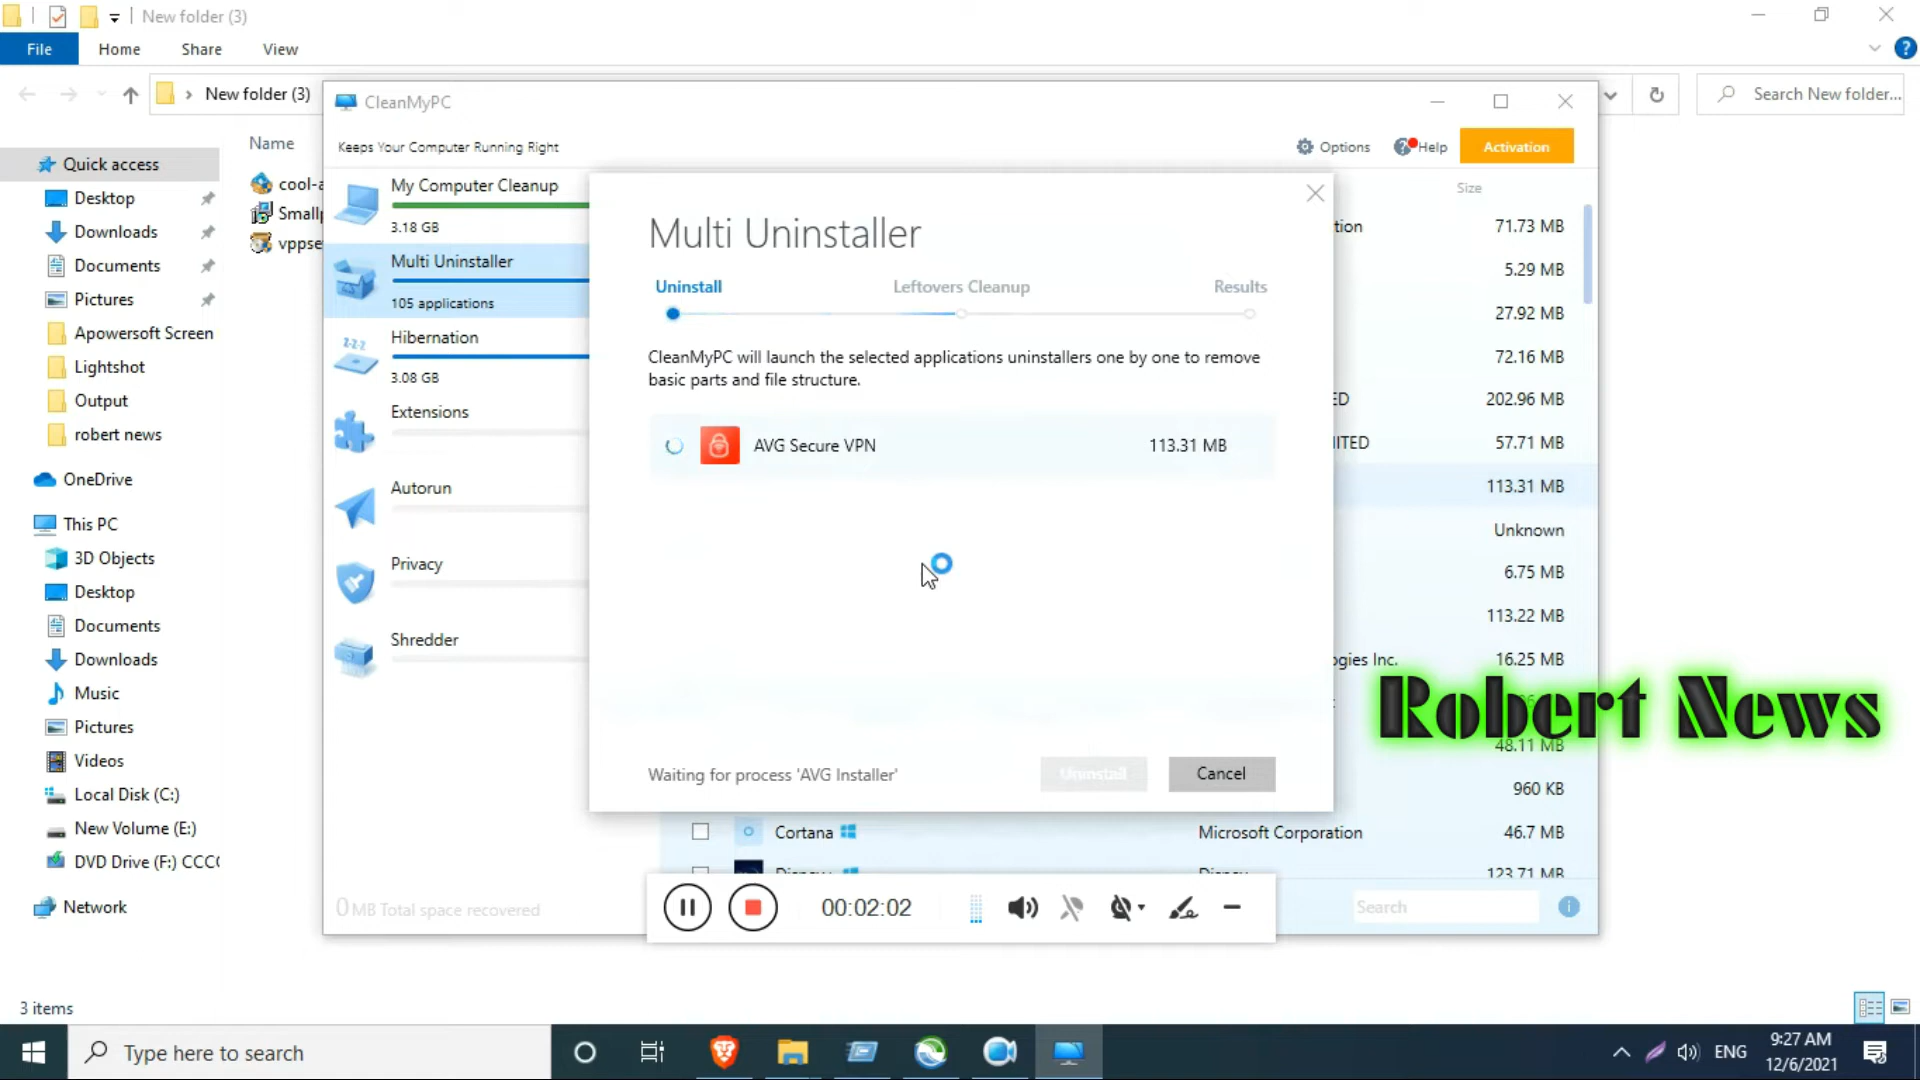 New folder (3)
File
Home
Share
View
New folder (3)
Search New folder...
Name
Quick access
Desktop
Downloads
Documents
Pictures
Apowersoft Screen
Lightshot
Output
robert news
OneDrive
This PC
3D Objects
Desktop
Documents
Downloads
Music
Pictures
Videos
Local Disk (C:)
New Volume (E:)
DVD Drive (F:) CCC
Network
3 items
CleanMyPC
Keeps Your Computer Running Right
Options
Help
Activation
My Computer Cleanup
3.18 GB
Multi Uninstaller
105 applications
Hibernation
3.08 GB
Extensions
Autorun
Privacy
Shredder
0 MB Total space recovered
Multi Uninstaller
Uninstall
Leftovers Cleanup
Results
CleanMyPC will launch the selected applications uninstallers one by one to remove
basic parts and file structure.
AVG Secure VPN
113.31 MB
Waiting for process 'AVG Installer'
Uninstall
Cancel
Size
71.73 MB
5.29 MB
27.92 MB
72.16 MB
202.96 MB
57.71 MB
113.31 MB
Unknown
6.75 MB
113.22 MB
Inc.
16.25 MB
Robert News
48.11 MB
960 KB
Cortana
Microsoft Corporation
46.7 MB
123.71 MB
00:02:02
Search
Type here to search
ENG
9:27 AM
12/6/2021